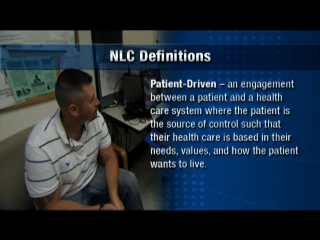 NLC Definitions
Patient-Driven – an engagement
between a patient and a health
care system where the patient is
the source of control such that
their health care is based in their
needs, values, and how the patient
wants to live.